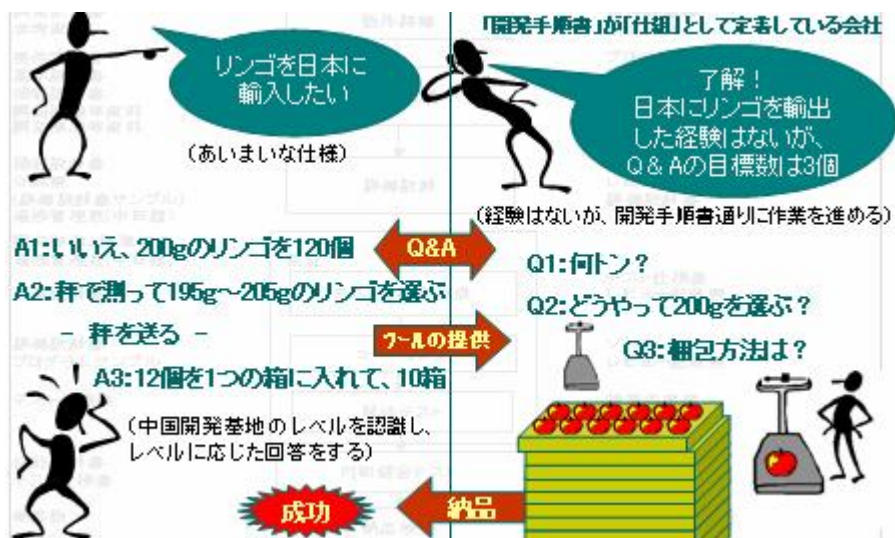 「開発手順書」が「仕組」として定着している会社
リンゴを日本に
輸入したい
(あいまいな仕様)
了解！
日本にリンゴを輸出
した経験はないが、
Q&Aの目標数は3個
(経験はないが、開発手順書通りに作業を進める)
Q&A
A1:いいえ、200gのリンゴを120個
Q1:何トン？
A2:秤で測って195g～205gのリンゴを選ぶ
Q2:どうやって200gを選ぶ？
- 秤を送る -
ツールの提供
Q3:梱包方法は？
A3:12個を1つの箱に入れて、10箱
(中国開発基地のレベルを認識し、
レベルに応じた回答をする)
成功
納品